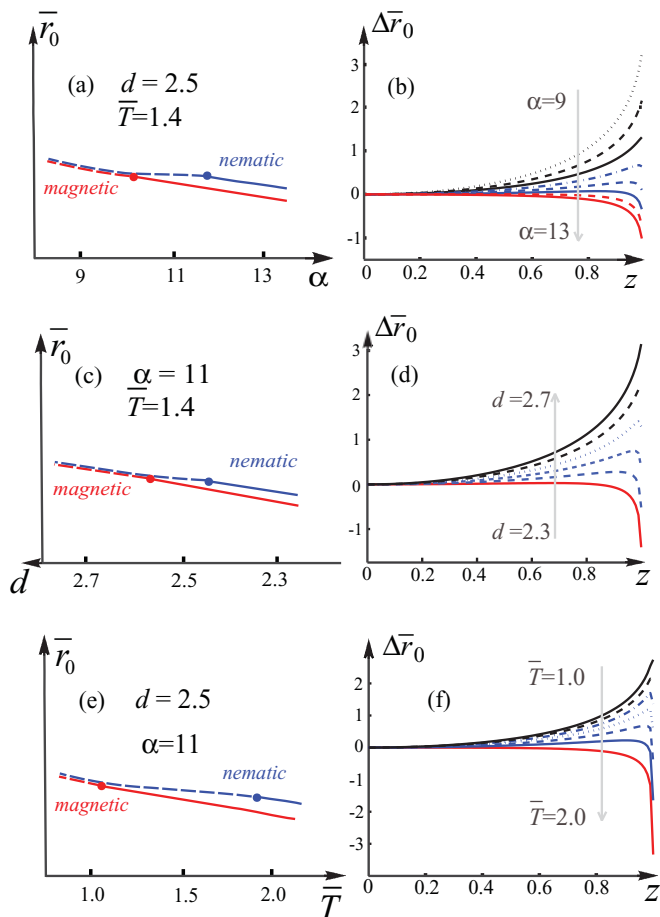 r̅₀
(a) d = 2.5
T̅=1.4
nematic
magnetic
9 11 13 α
Δr̅₀
(b)
3
2
1
0
-1
α=9
α=13
0 0.2 0.4 0.6 0.8 z
r̅₀
(c) α = 11
T̅=1.4
nematic
magnetic
d 2.7 2.5 2.3
Δr̅₀
(d)
3
2
1
0
-1
d =2.7
d =2.3
0 0.2 0.4 0.6 0.8 z
r̅₀
(e) d = 2.5
α=11
nematic
magnetic
1.0 1.5 2.0 T̅
Δr̅₀
(f)
2
1
0
-1
-2
-3
-4
T̅=1.0
T̅=2.0
0 0.2 0.4 0.6 0.8 z